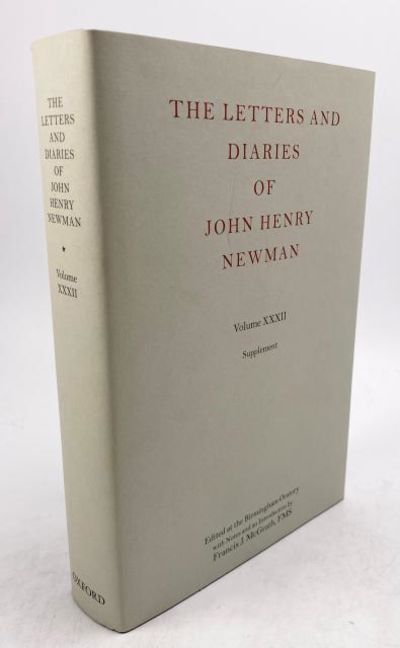 THE
LETTERS
AND
DIARIES
OF
JOHN
HENRY
NEWMAN
*
Volume
XXXII
OXFORD
THE LETTERS AND
DIARIES
OF
JOHN HENRY
NEWMAN
Volume XXXII
Supplement
Edited at the Birmingham Oratory
with Notes and an Introduction by
Francis J. McGrath, FMS